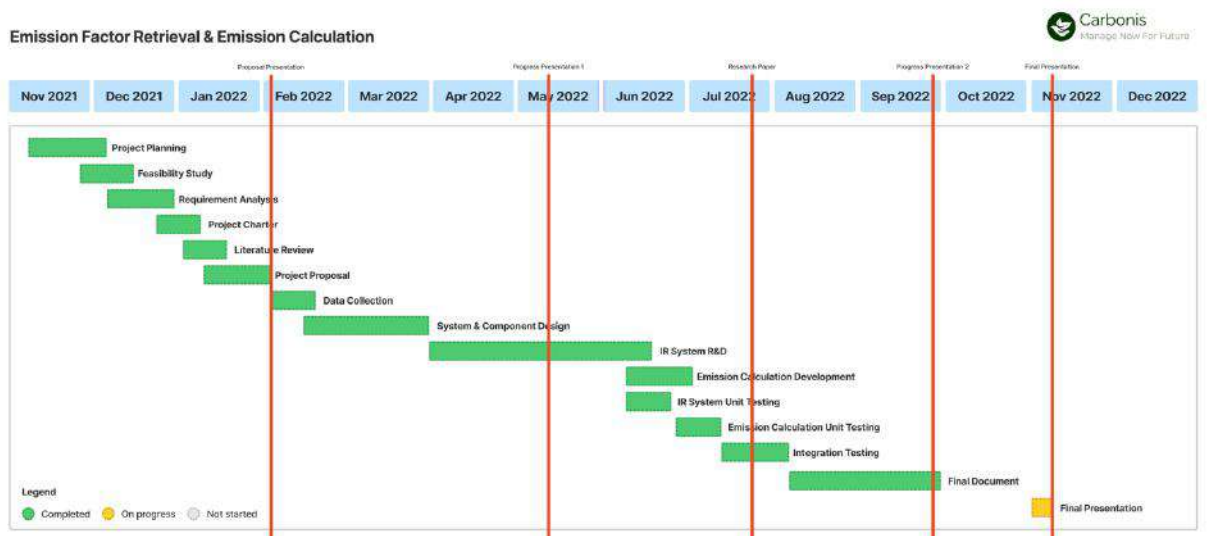 Carbonis
Manage Now For Future
Emission Factor Retrieval & Emission Calculation
Proposal Presentation
Progress Presentation 1
Research Paper
Progress Presentation 2
Final Presentation
Nov 2021 Dec 2021 Jan 2022 Feb 2022 Mar 2022 Apr 2022 May 2022 Jun 2022 Jul 2022 Aug 2022 Sep 2022 Oct 2022 Nov 2022 Dec 2022
Project Planning
Feasibility Study
Requirement Analysis
Project Charter
Literature Review
Project Proposal
Data Collection
System & Component Design
IR System R&D
Emission Calculation Development
IR System Unit Testing
Emission Calculation Unit Testing
Integration Testing
Final Document
Final Presentation
Legend
Completed On progress Not started